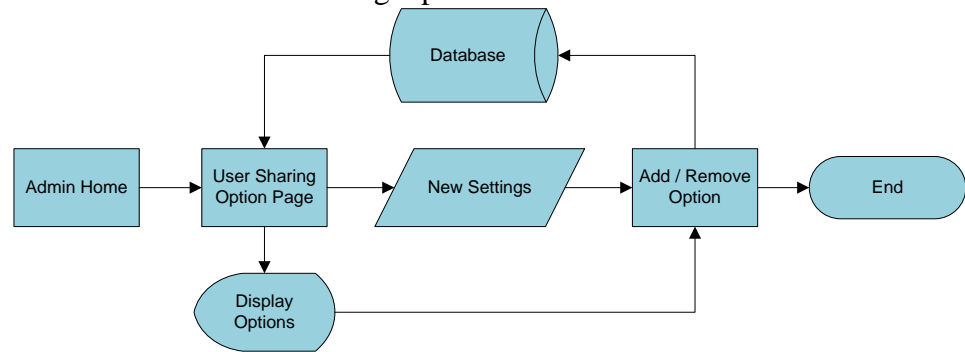 Database
Admin Home
User Sharing
Option Page
New Settings
Add / Remove
Option
End
Display
Options